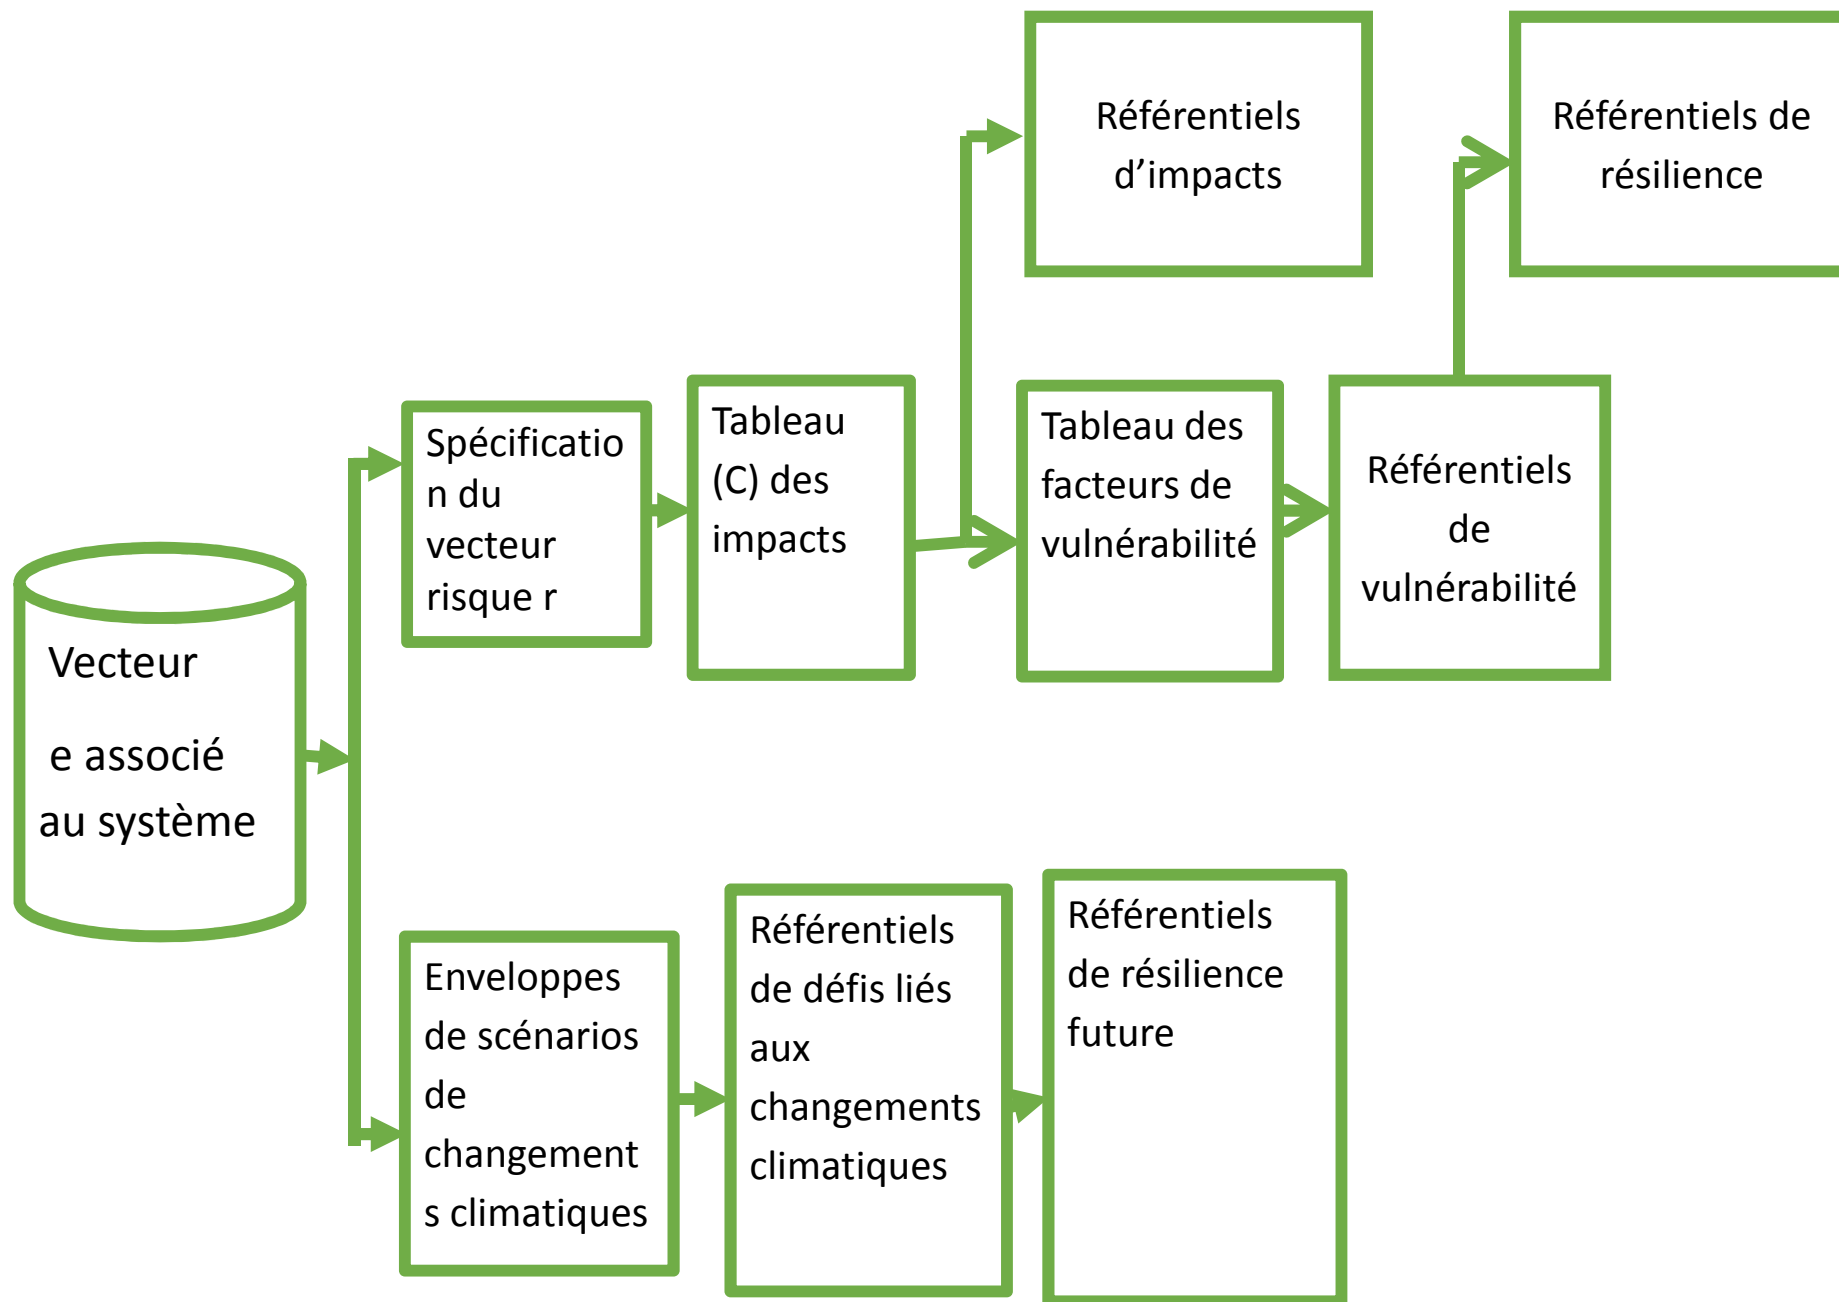 Vecteur
e associé
au système
Spécificatio
n du
vecteur
risque r
Tableau
(C) des
impacts
Référentiels
d’impacts
Tableau des
facteurs de
vulnérabilité
Référentiels
de
vulnérabilité
Référentiels de
résilience
Enveloppes
de scénarios
de
changement
s climatiques
Référentiels
de défis liés
aux
changements
climatiques
Référentiels
de résilience
future